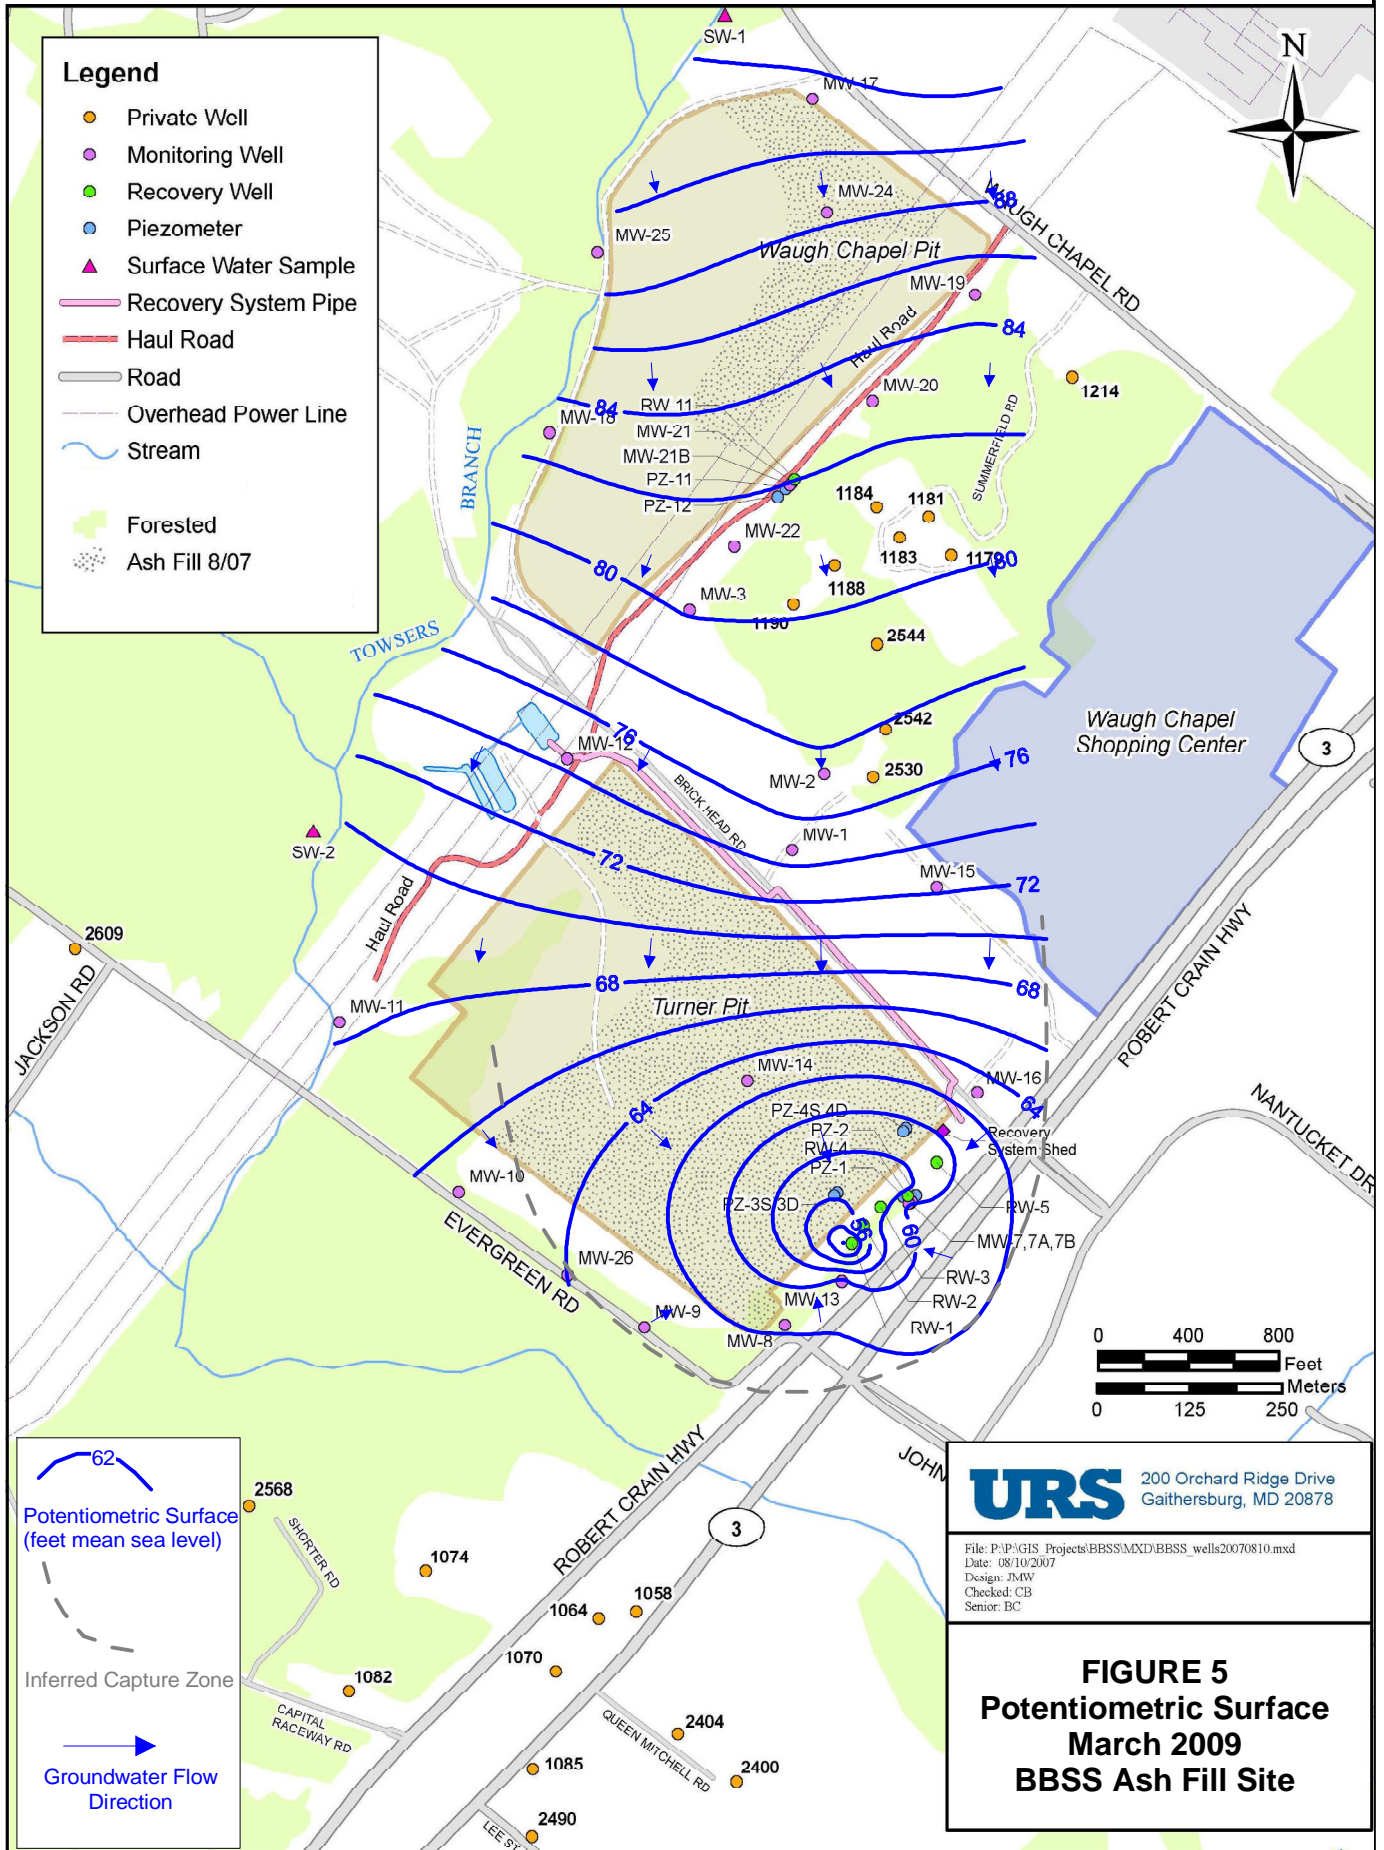 SW-1
N
Legend
Private Well
Monitoring Well
Recovery Well
Piezometer
Surface Water Sample
Recovery System Pipe
Haul Road
Road
Overhead Power Line
Stream
Forested
Ash Fill 8/07
MW-17
MW-24
88
WAUGH CHAPEL RD
MW-25
Waugh Chapel Pit
MW-19
Haul Road
84
84
MW-20
1214
RW-11
MW-18
MW-21
MW-21B
PZ-11
PZ-12
BRANCH
SUMMERFIELD RD
1184
1181
MW-22
1183
1179
80
80
1188
MW-3
1190
TOWSERS
2544
Waugh Chapel
Shopping Center
3
2542
76
MW-12
76
MW-2
2530
BRICK HEAD RD
MW-1
SW-2
72
MW-15
72
Haul Road
2609
JACKSON RD
ROBERT CRAIN HWY
68
68
Turner Pit
MW-11
MW-14
MW-16
64
64
NANTUCKET DR
PZ-4S,4D
PZ-2
RW-4
PZ-1
Recovery
System Shed
MW-10
PZ-3S,3D
RW-5
56
60
MW-7,7A,7B
EVERGREEN RD
MW-26
RW-3
MW-13
RW-2
MW-9
RW-1
MW-8
0 400 800
Feet
Meters
0 125 250
62
Potentiometric Surface
(feet mean sea level)
Inferred Capture Zone
Groundwater Flow
Direction
2568
SHORTER RD
ROBERT CRAIN HWY
JOHN
3
1074
1064
1058
1070
1082
CAPITAL
RACEWAY RD
QUEEN MITCHELL RD
2404
2400
1085
2490
LEE ST
URS
200 Orchard Ridge Drive
Gaithersburg, MD 20878
File: P:\P:\GIS_Projects\BBSS\MXD\BBSS_wells20070810.mxd
Date: 08/10/2007
Design: JMW
Checked: CB
Senior: BC
FIGURE 5
Potentiometric Surface
March 2009
BBSS Ash Fill Site